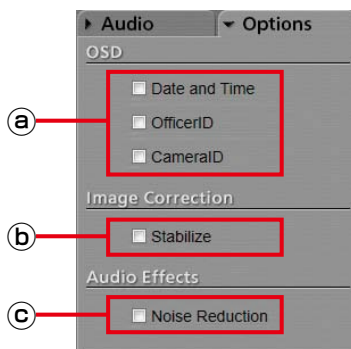 Audio Options
OSD
ⓐ Date and Time
OfficerID
CameraID
Image Correction
ⓑ Stabilize
Audio Effects
ⓒ Noise Reduction